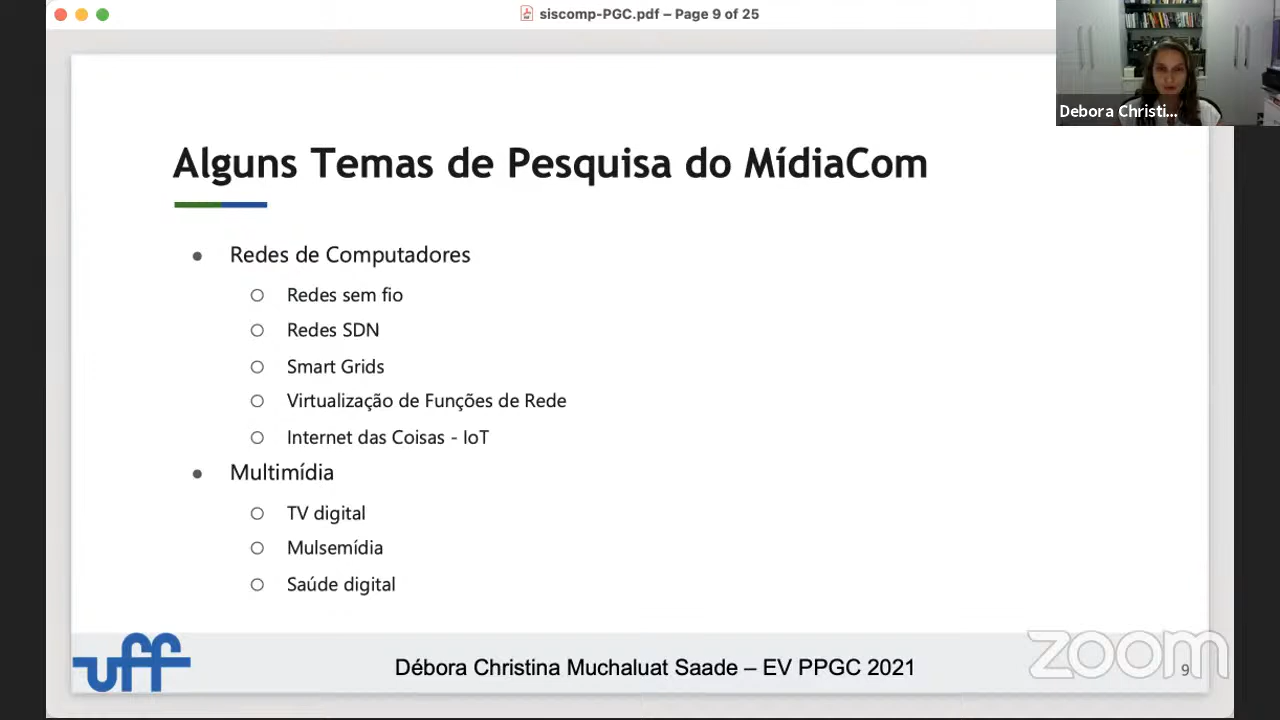 siscomp-PGC.pdf – Page 9 of 25
Debora Christi...
Alguns Temas de Pesquisa do MídiaCom
● Redes de Computadores
○ Redes sem fio
○ Redes SDN
○ Smart Grids
○ Virtualização de Funções de Rede
○ Internet das Coisas - IoT
● Multimídia
○ TV digital
○ Mulsemídia
○ Saúde digital
uff
Débora Christina Muchaluat Saade – EV PPGC 2021
zoom
9